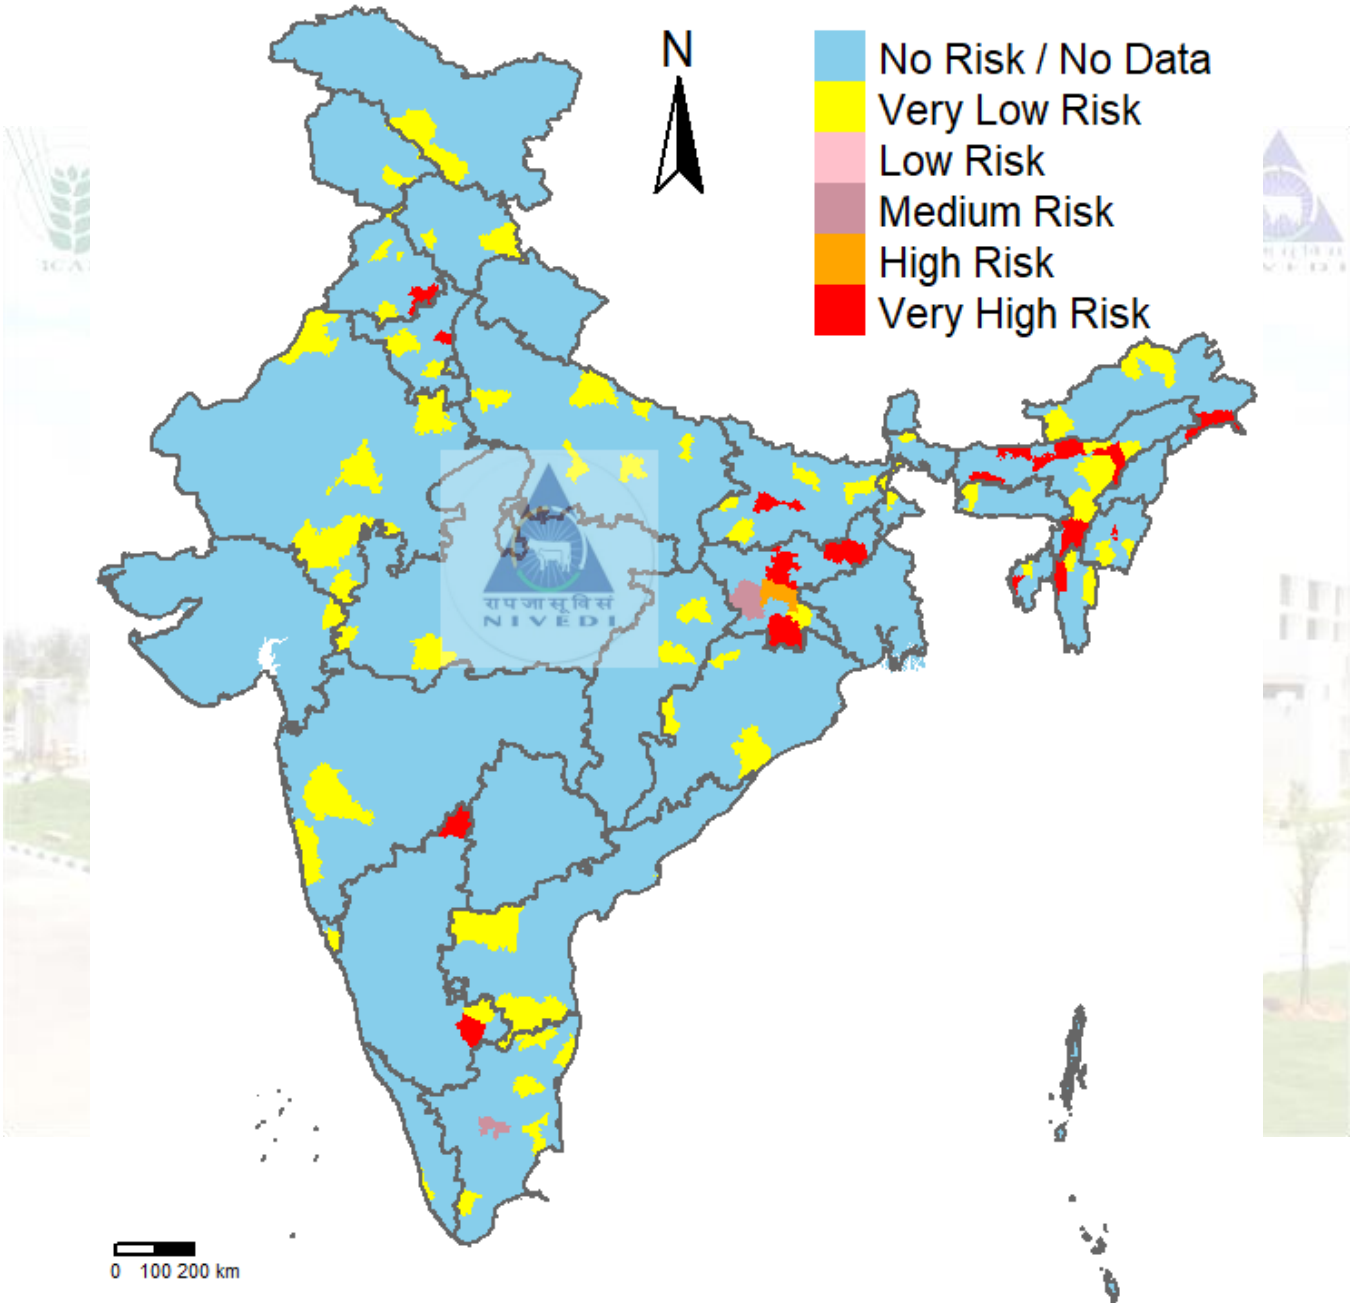 N
No Risk / No Data
Very Low Risk
Low Risk
Medium Risk
High Risk
Very High Risk
राप जा सू वि सं
NIVEDI
0 100 200 km